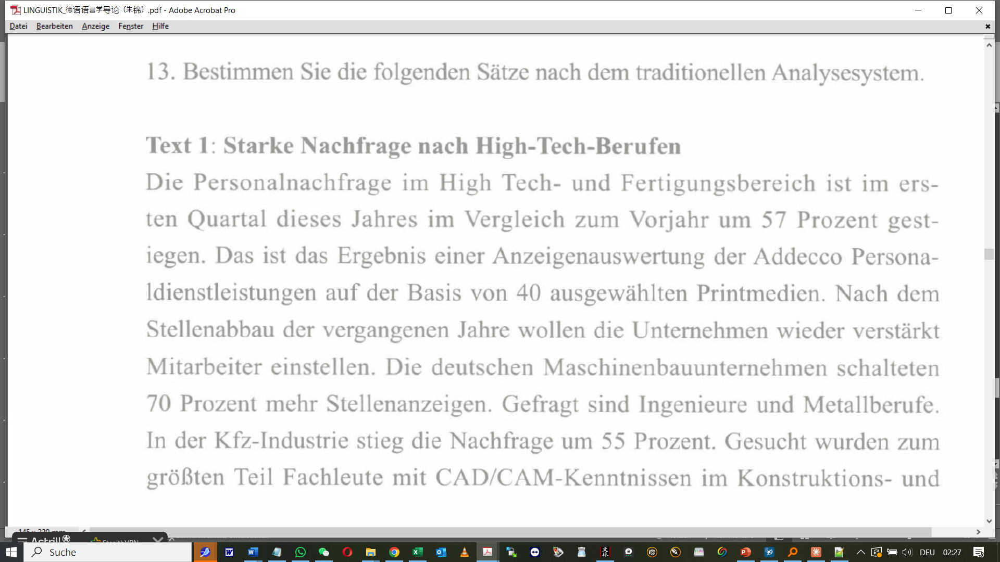 LINGUISTIK_德语语言学导论（朱锦）.pdf - Adobe Acrobat Pro
Datei Bearbeiten Anzeige Fenster Hilfe
13. Bestimmen Sie die folgenden Sätze nach dem traditionellen Analysesystem.
Text 1: Starke Nachfrage nach High-Tech-Berufen
Die Personalnachfrage im High Tech- und Fertigungsbereich ist im ers-
ten Quartal dieses Jahres im Vergleich zum Vorjahr um 57 Prozent gest-
iegen. Das ist das Ergebnis einer Anzeigenauswertung der Addecco Persona-
ldienstleistungen auf der Basis von 40 ausgewählten Printmedien. Nach dem
Stellenabbau der vergangenen Jahre wollen die Unternehmen wieder verstärkt
Mitarbeiter einstellen. Die deutschen Maschinenbauunternehmen schalteten
70 Prozent mehr Stellenanzeigen. Gefragt sind Ingenieure und Metallberufe.
In der Kfz-Industrie stieg die Nachfrage um 55 Prozent. Gesucht wurden zum
größten Teil Fachleute mit CAD/CAM-Kenntnissen im Konstruktions- und
Astrill StealthVPN
Suche
DEU 02:27